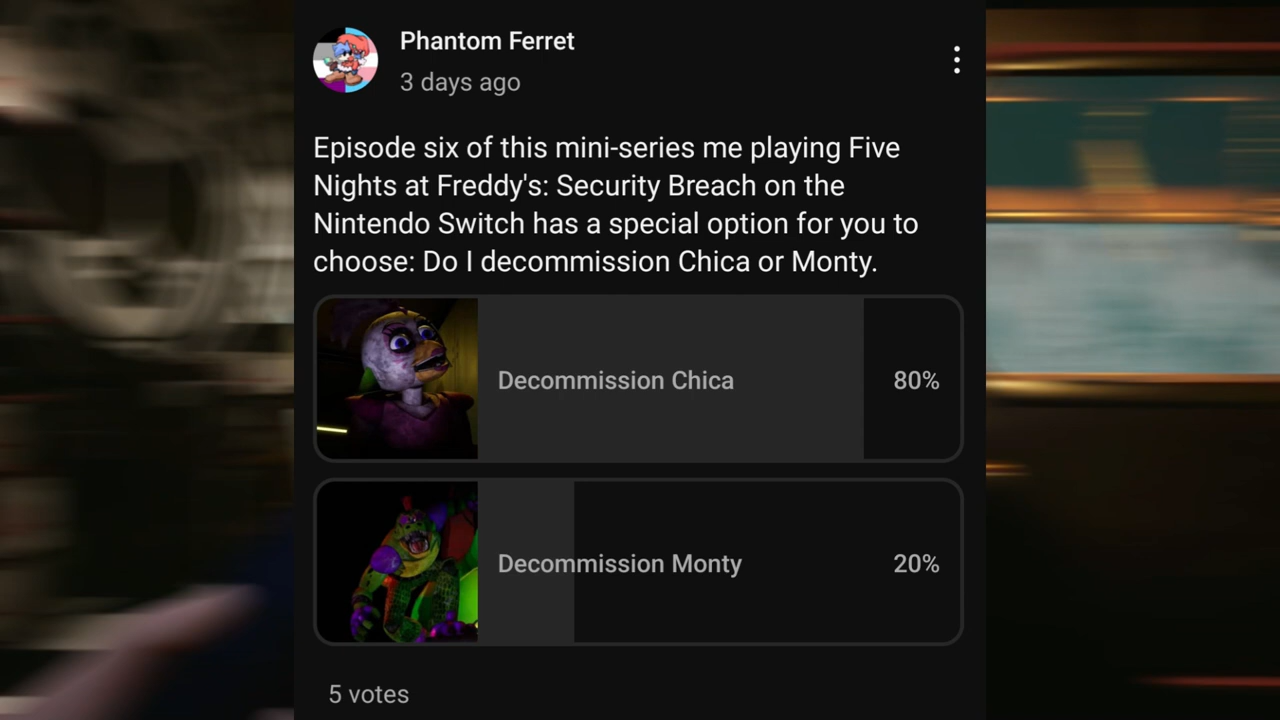 Phantom Ferret
3 days ago
Episode six of this mini-series me playing Five
Nights at Freddy's: Security Breach on the
Nintendo Switch has a special option for you to
choose: Do I decommission Chica or Monty.
Decommission Chica 80%
Decommission Monty 20%
5 votes